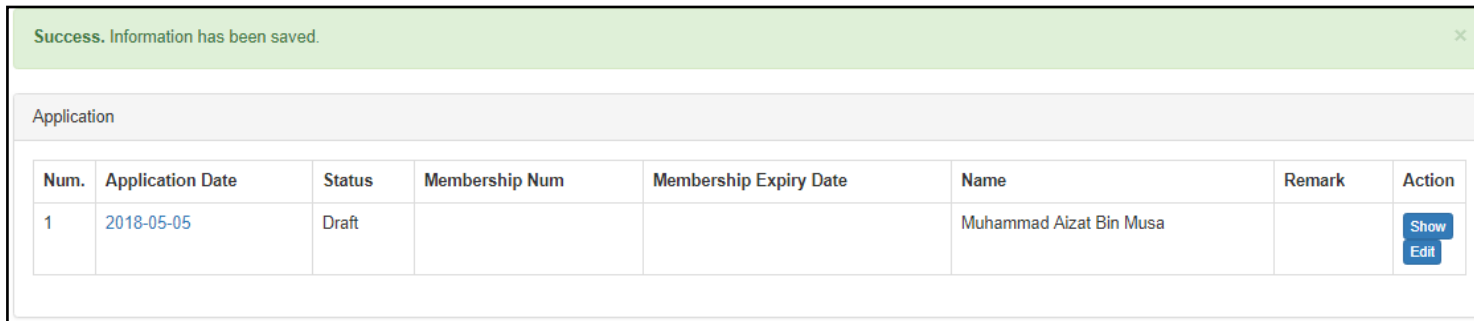 Success. Information has been saved. ×
Application
Num. Application Date Status Membership Num Membership Expiry Date Name Remark Action
1 2018-05-05 Draft Muhammad Aizat Bin Musa Show
Edit